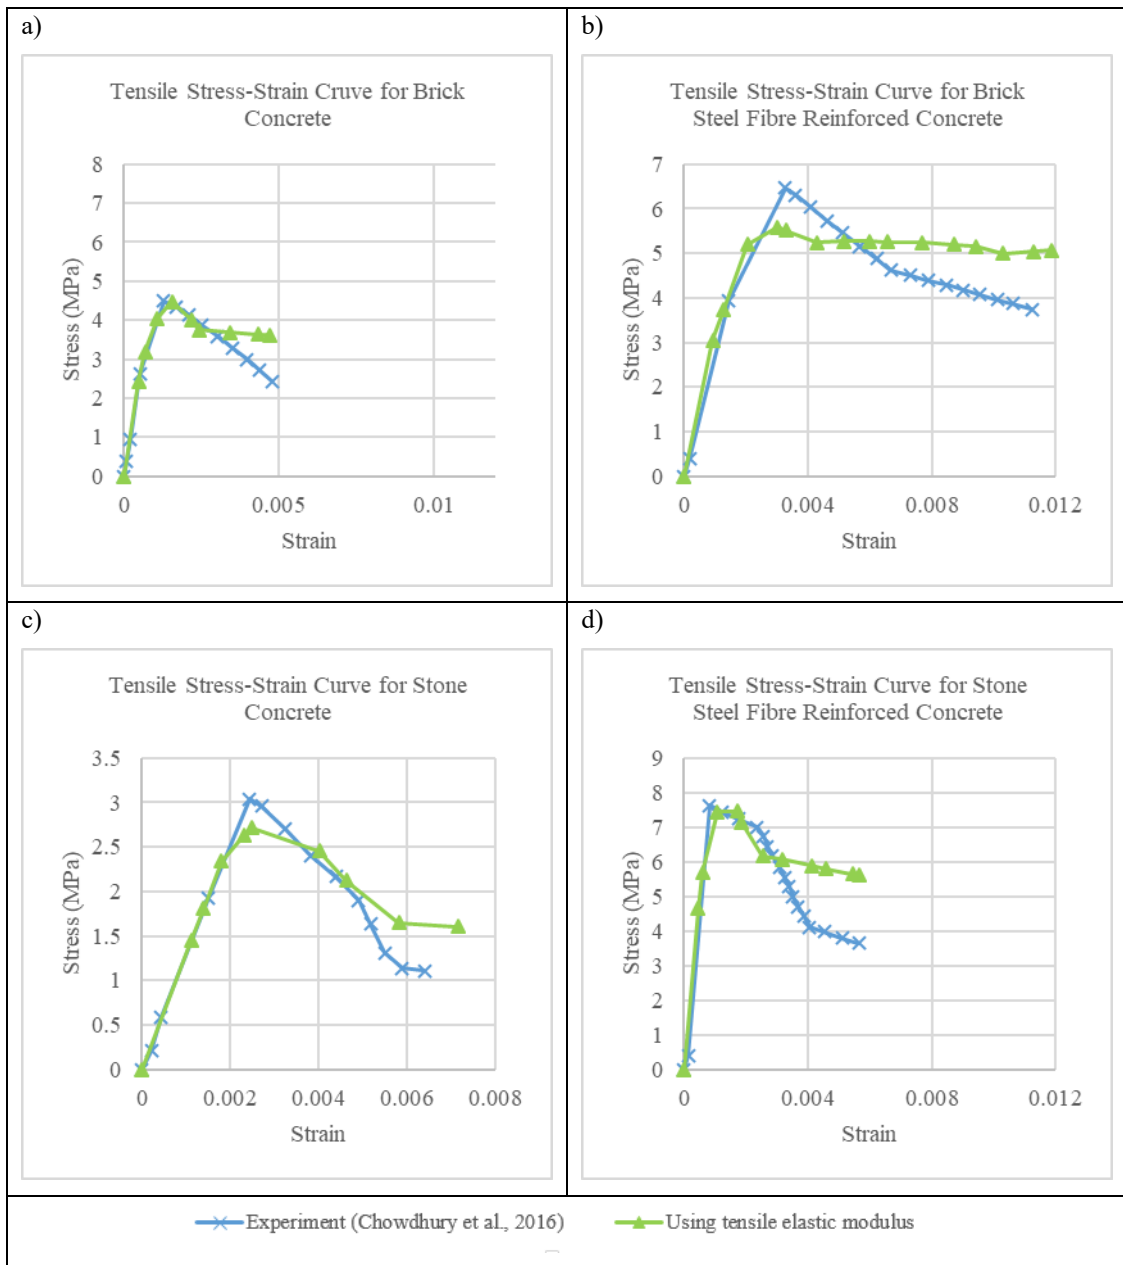 a)
Tensile Stress-Strain Cruve for Brick
Concrete
8
7
6
5
4
3
2
1
0
Stress (MPa)
0
0.005
0.01
Strain
b)
Tensile Stress-Strain Curve for Brick
Steel Fibre Reinforced Concrete
7
6
5
4
3
2
1
0
Stress (MPa)
0
0.004
0.008
0.012
Strain
c)
Tensile Stress-Strain Curve for Stone
Concrete
3.5
3
2.5
2
1.5
1
0.5
0
Stress (MPa)
0
0.002
0.004
0.006
0.008
Strain
d)
Tensile Stress-Strain Curve for Stone
Steel Fibre Reinforced Concrete
9
8
7
6
5
4
3
2
1
0
Stress (MPa)
0
0.004
0.008
0.012
Strain
Experiment (Chowdhury et al., 2016)
Using tensile elastic modulus